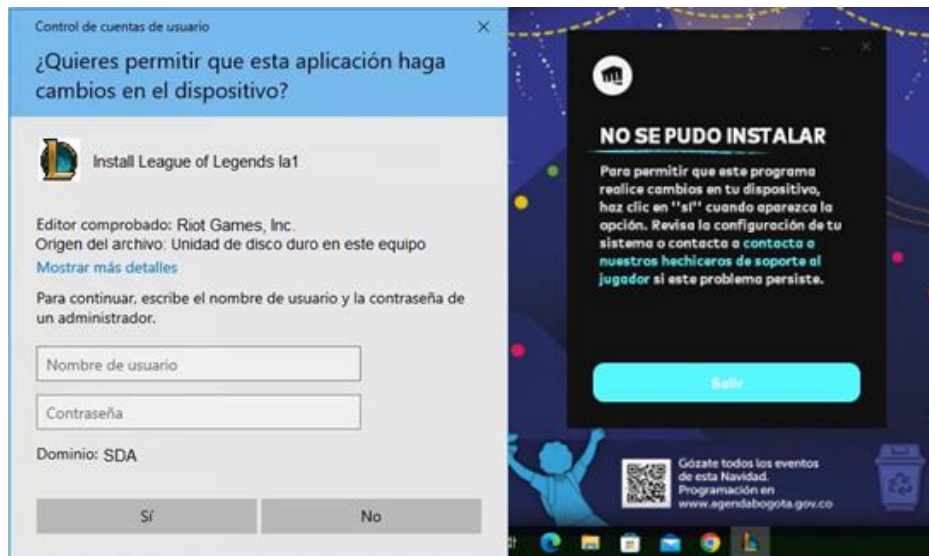 Control de cuentas de usuario
¿Quieres permitir que esta aplicación haga
cambios en el dispositivo?
Install League of Legends la1
Editor comprobado: Riot Games, Inc.
Origen del archivo: Unidad de disco duro en este equipo
Mostrar más detalles
Para continuar, escribe el nombre de usuario y la contraseña de
un administrador.
Nombre de usuario
Contraseña
Dominio: SDA
Sí
No
NO SE PUDO INSTALAR
Para permitir que este programa
realice cambios en tu dispositivo,
haz clic en "sí" cuando aparezca la
opción. Revisa la configuración de tu
sistema o contacta a contacta a
nuestros hechiceros de soporte al
jugador si este problema persiste.
Salir
Gózate todos los eventos
de esta Navidad.
Programación en
www.agendabogota.gov.co